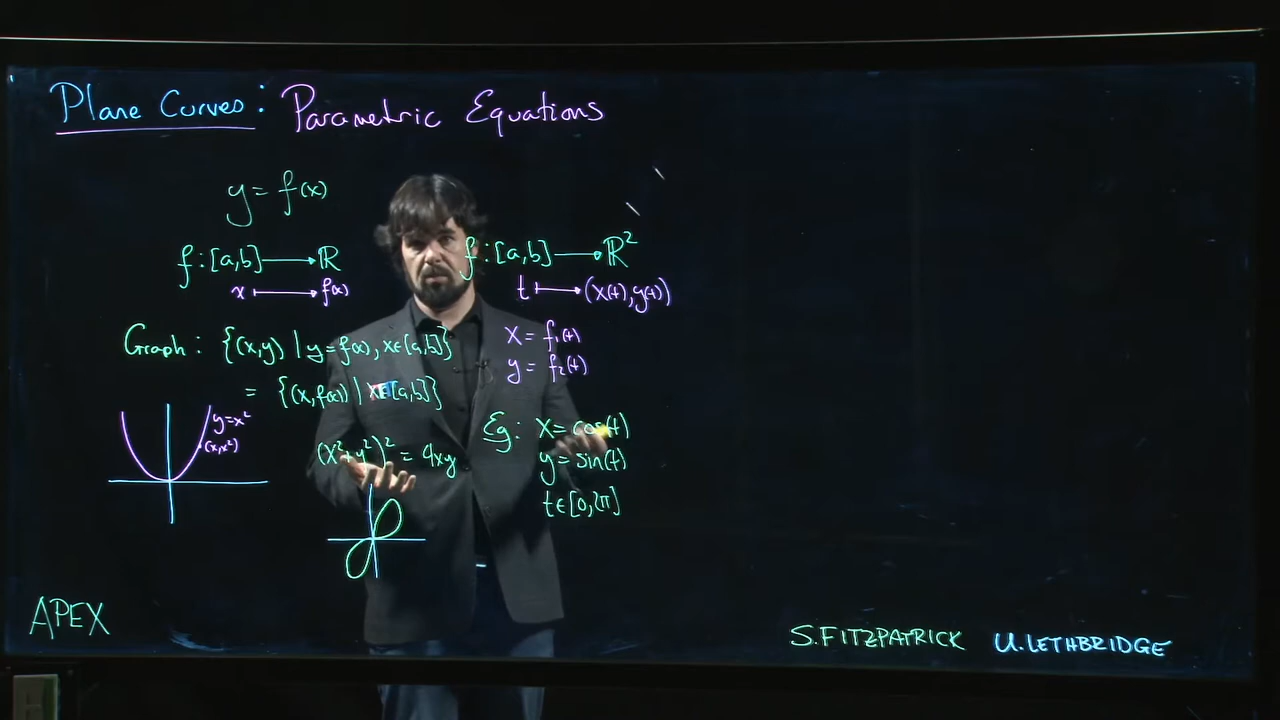 Plane Curves: Parametric Equations
y = f(x)
f:[a,b] → ℝ
x ↦ f(x)
Graph: {(x,y) | y=f(x), x∈[a,b]}
= {(x,f(x)) | x∈[a,b]}
y=x²
(x,x²)
(x²+y²)² = 4xy
f:[a,b] → ℝ²
t ↦ (x(t),y(t))
x = f₁(t)
y = f₂(t)
Eg: x = cos(t)
y = sin(t)
t∈[0,2π]
APEX
S.FITZPATRICK U.LETHBRIDGE